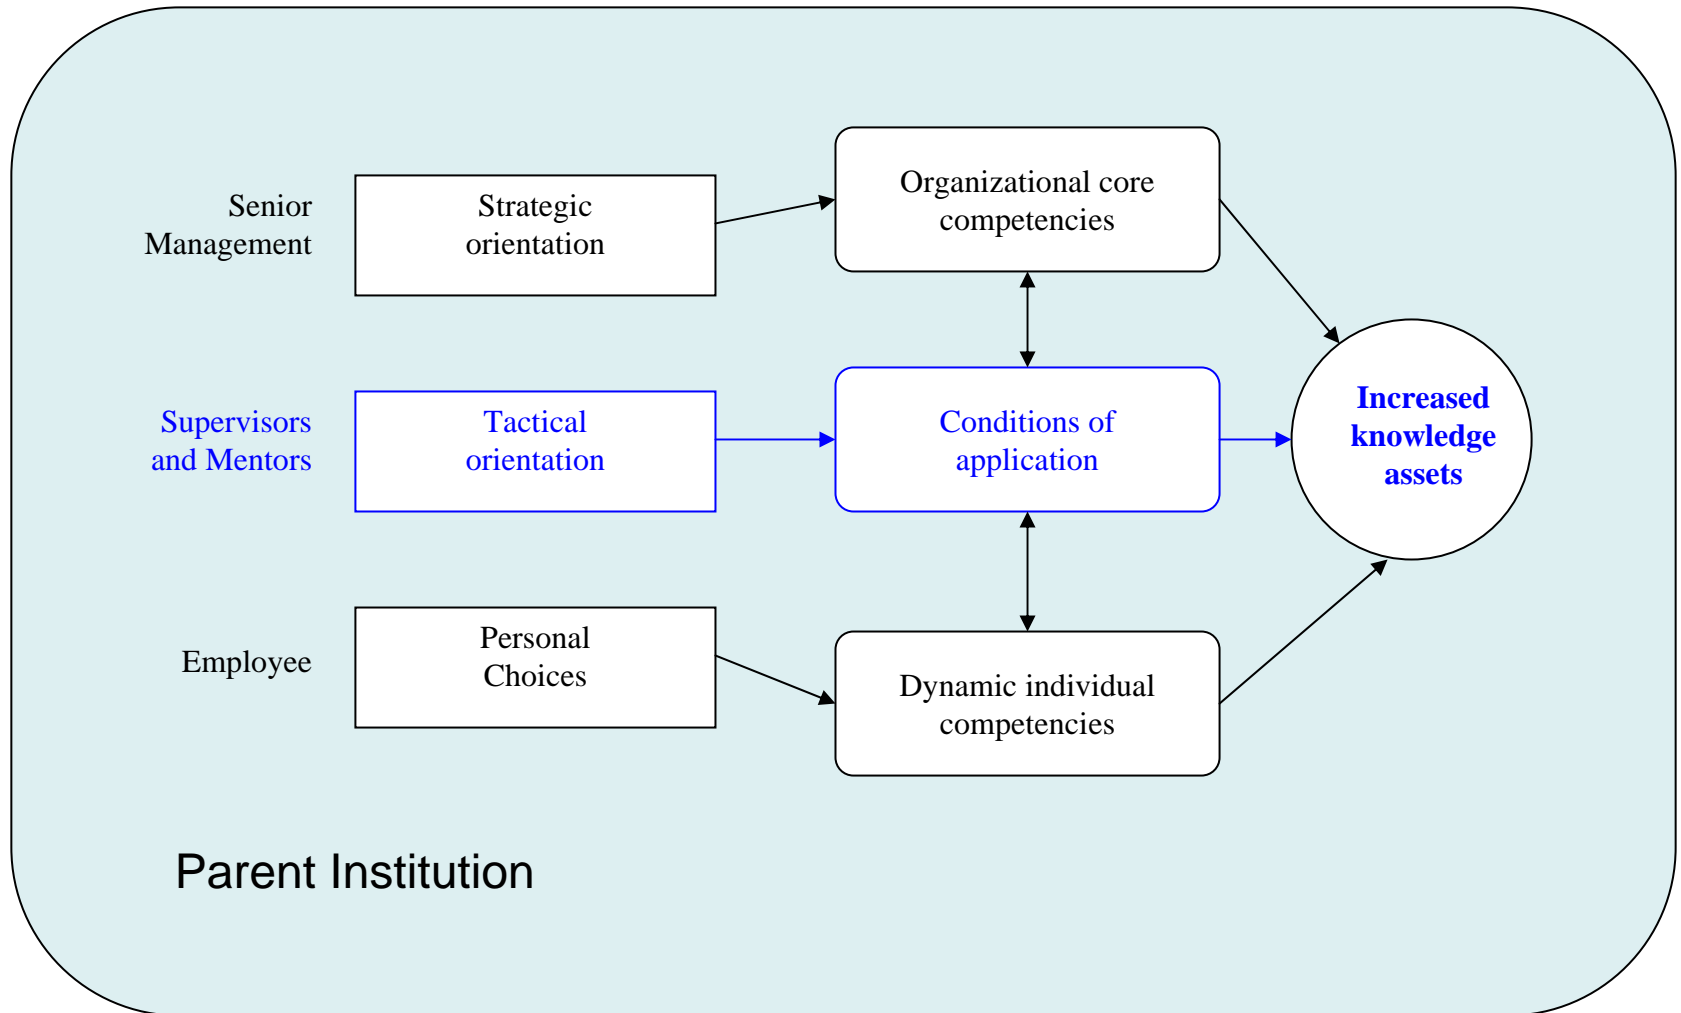 Senior
Management
Strategic
orientation
Organizational core
competencies
Supervisors
and Mentors
Tactical
orientation
Conditions of
application
Increased
knowledge
assets
Employee
Personal
Choices
Dynamic individual
competencies
Parent Institution